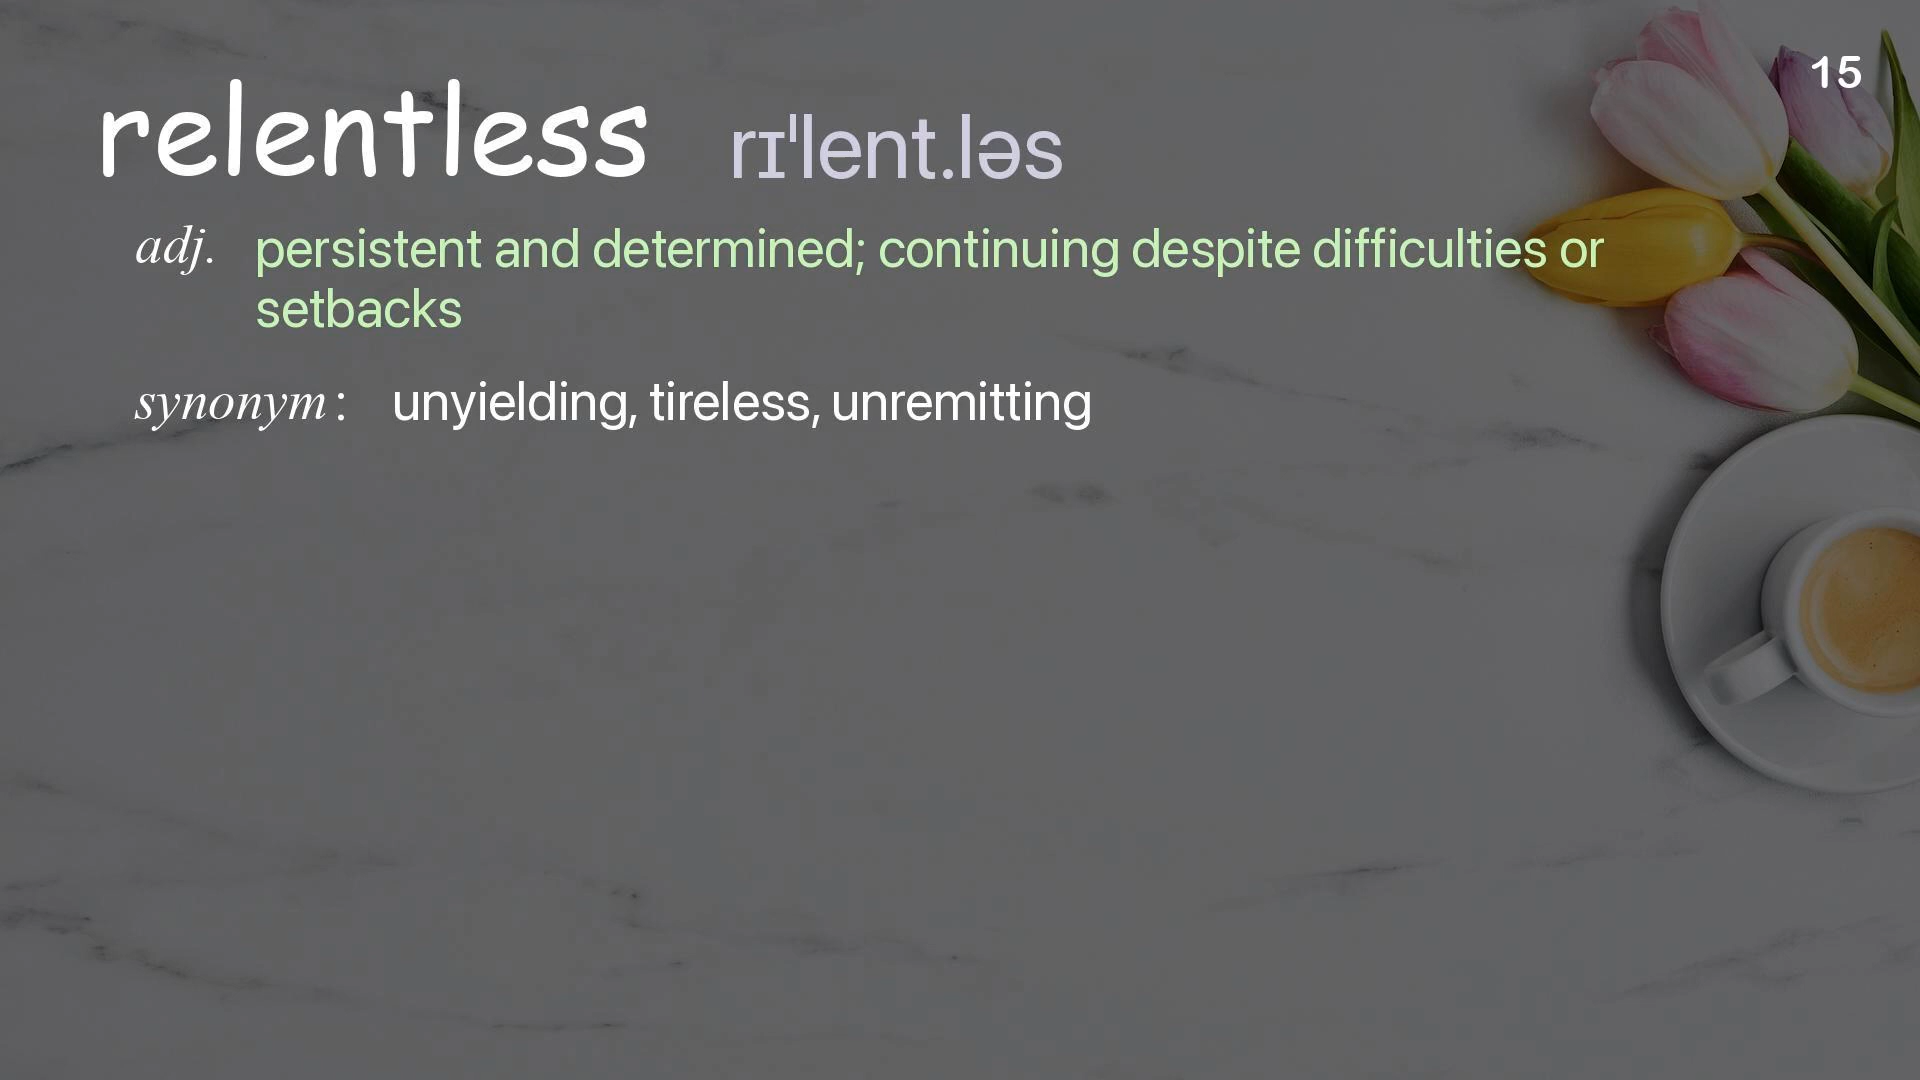 15
relentless rɪˈlent.ləs
adj. persistent and determined; continuing despite difficulties or
setbacks
synonym : unyielding, tireless, unremitting